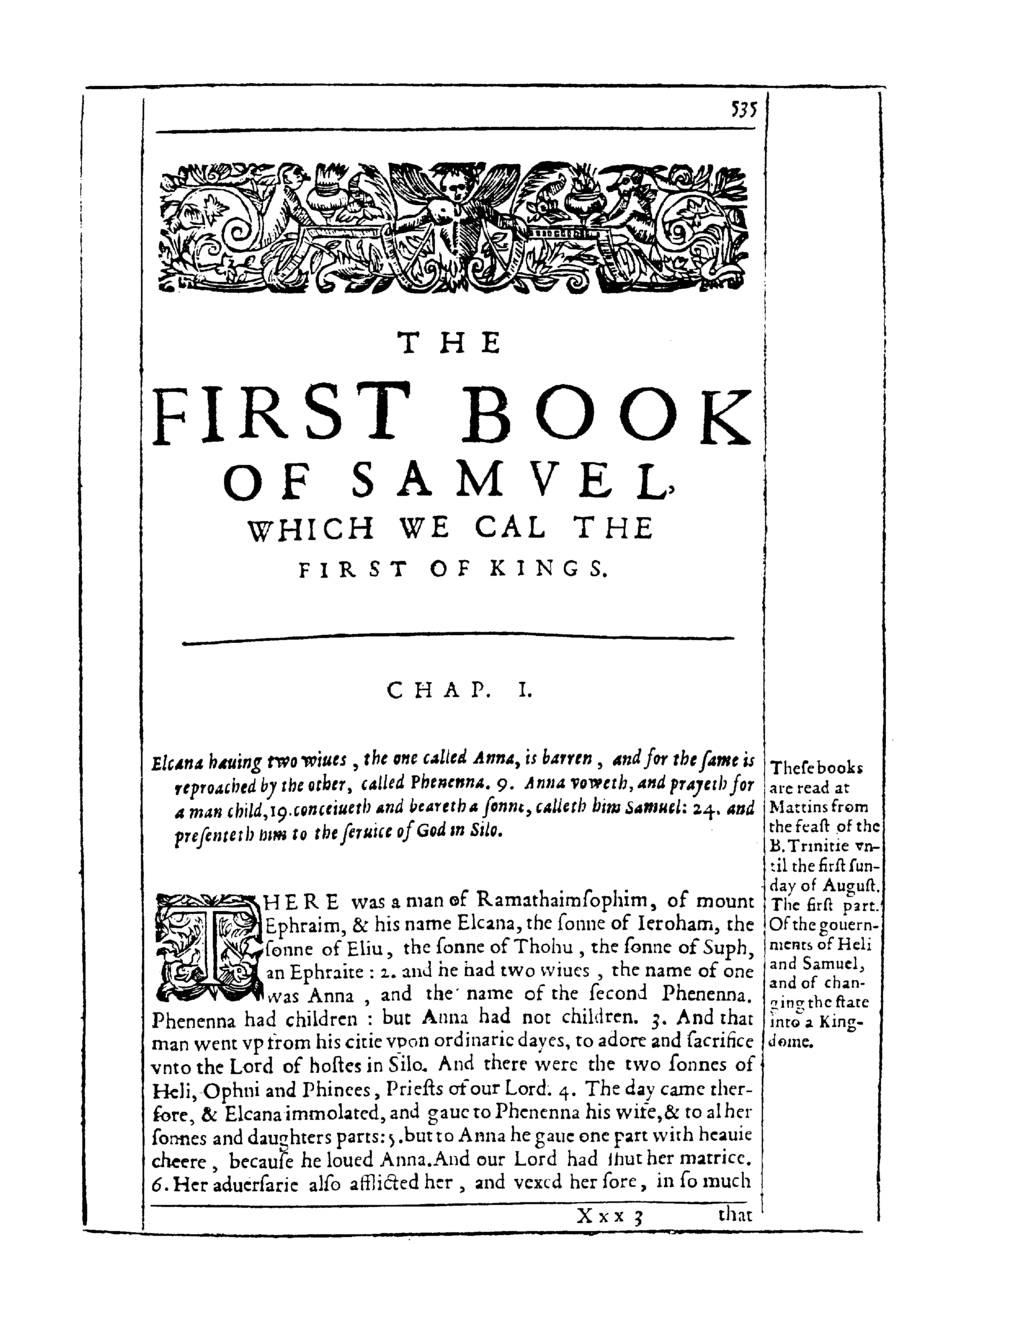 535
THE
FIRST BOOK
OF SAMVEL,
WHICH WE CAL THE
FIRST OF KINGS.
CHAP. I.
Elcana hauing two wiues, the one called Anna, is barren, and for the ſame is
reproached by the other, called Phenenna. 9. Anna voweth, and prayeth for
a man child, 19. conceiueth and beareth a ſonne, calleth him Samuel: 24. and
preſenteth him to the ſeruice of God in Silo.
THERE was a man of Ramathaimſophim, of mount
Ephraim, & his name Elcana, the ſonne of Ieroham, the
ſonne of Eliu, the ſonne of Thohu, the ſonne of Suph,
an Ephraite: 2. and he had two wiues, the name of one
was Anna, and the name of the ſecond Phenenna.
Phenenna had children: but Anna had not children. 3. And that
man went vp from his citie vpon ordinarie dayes, to adore and ſacrifice
vnto the Lord of hoſtes in Silo. And there were the two ſonnes of
Heli, Ophni and Phinees, Prieſts of our Lord. 4. The day came ther-
fore, & Elcana immolated, and gaue to Phenenna his wife, & to al her
ſonnes and daughters parts: 5. but to Anna he gaue one part with heauie
cheere, becauſe he loued Anna. And our Lord had ſhut her matrice.
6. Her aduerſarie alſo afflicted her, and vexed her ſore, in ſo much
Xxx 3 that
Theſe books
are read at
Mattins from
the feaſt of the
B. Trinitie vn-
til the firſt ſun-
day of Auguſt.
The firſt part.
Of the gouern-
ments of Heli
and Samuel,
and of chan-
ging the ſtate
into a King-
dome.